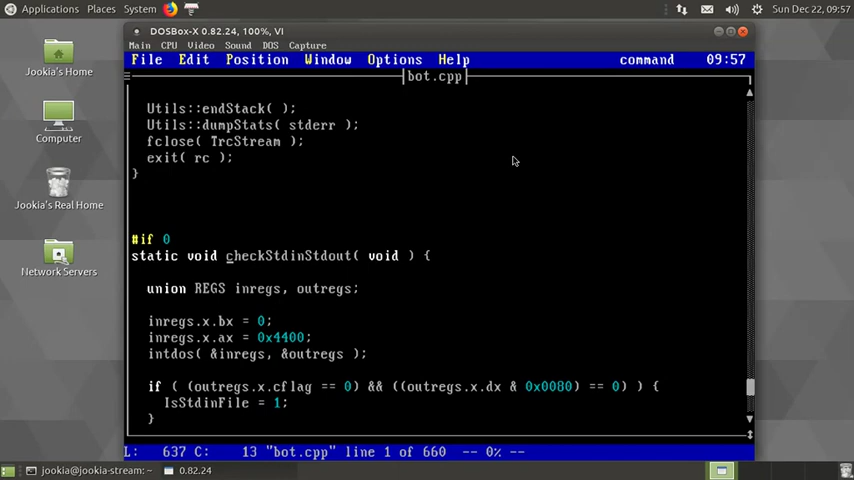 Applications Places System Sun Dec 22, 09:57
Jookia's Home
Computer
Jookia's Real Home
Network Servers
DOSBox-X 0.82.24, 100%, VI
Main CPU Video Sound DOS Capture
File Edit Position Window Options Help command 09:57
bot.cpp
Utils::endStack( );
Utils::dumpStats( stderr );
fclose( TrcStream );
exit( rc );
}
#if 0
static void checkStdinStdout( void ) {
union REGS inregs, outregs;
inregs.x.bx = 0;
inregs.x.ax = 0x4400;
intdos( &inregs, &outregs );
if ( (outregs.x.cflag == 0) && ((outregs.x.dx & 0x0080) == 0) ) {
IsStdinFile = 1;
}
L: 637 C: 13 "bot.cpp" line 1 of 660 -- 0% --
jookia@jookia-stream: ~ 0.82.24